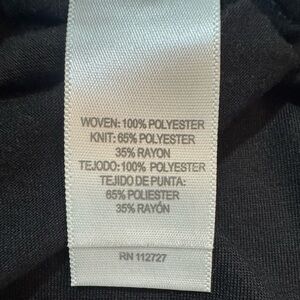 WOVEN: 100% POLYESTER
KNIT: 65% POLYESTER
35% RAYON
TEJODO: 100% POLYESTER
TEJIDO DE PUNTA:
65% POLIESTER
35% RAYÓN
RN 112727